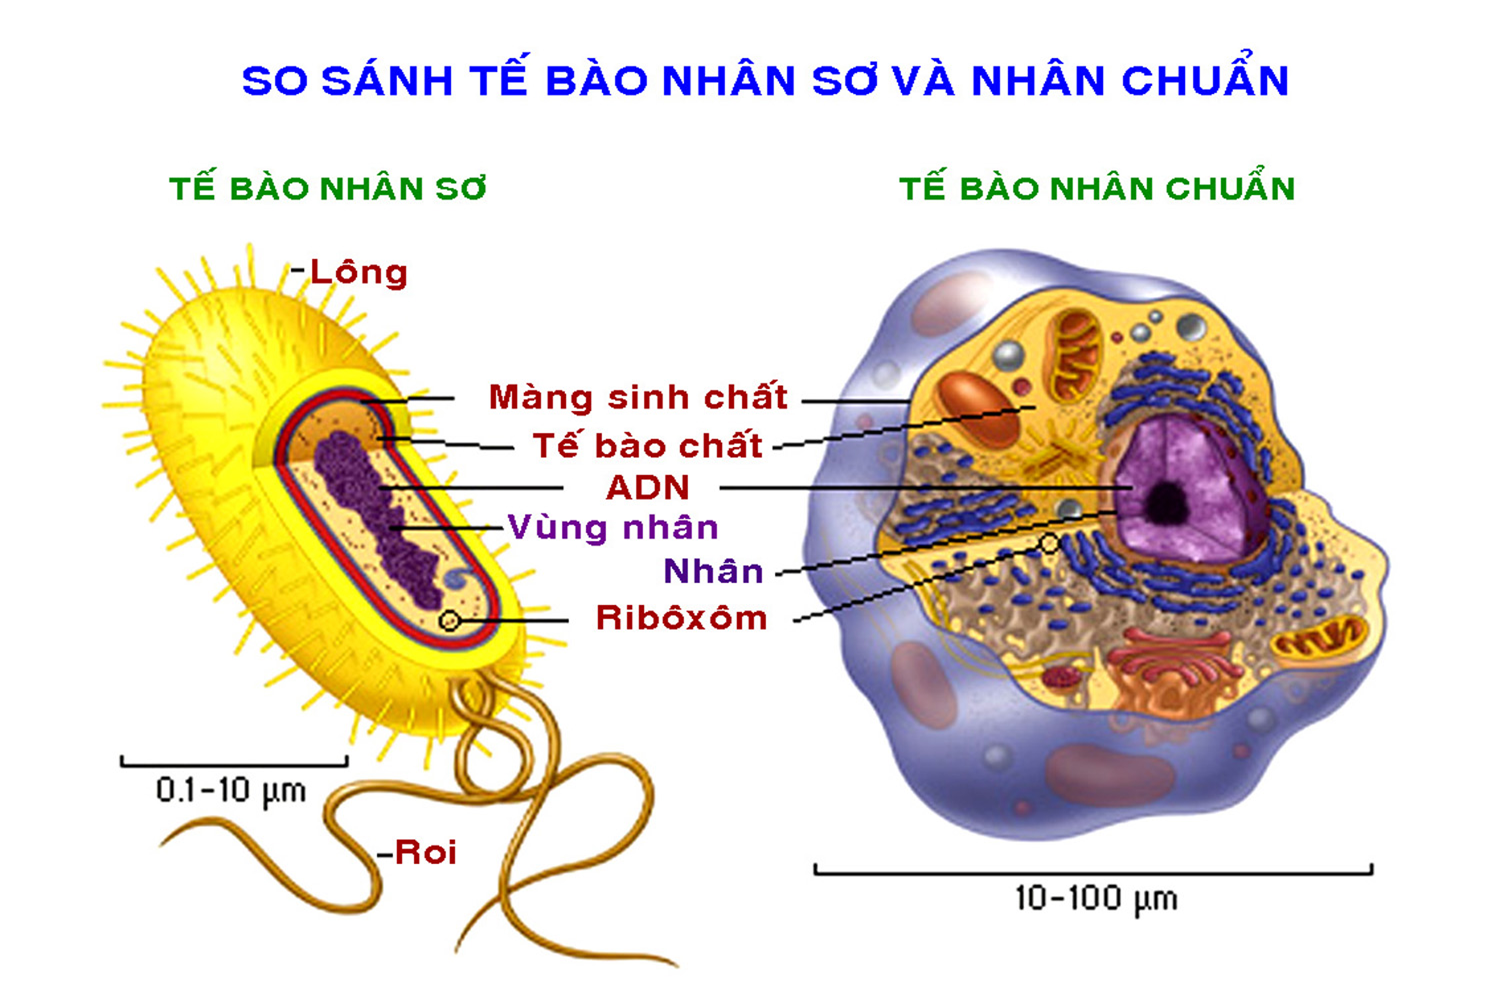 SO SÁNH TẾ BÀO NHÂN SƠ VÀ NHÂN CHUẨN
TẾ BÀO NHÂN SƠ
TẾ BÀO NHÂN CHUẨN
Lông
Màng sinh chất
Tế bào chất
ADN
Vùng nhân
Nhân
Ribôxôm
0.1-10 μm
Roi
10-100 μm